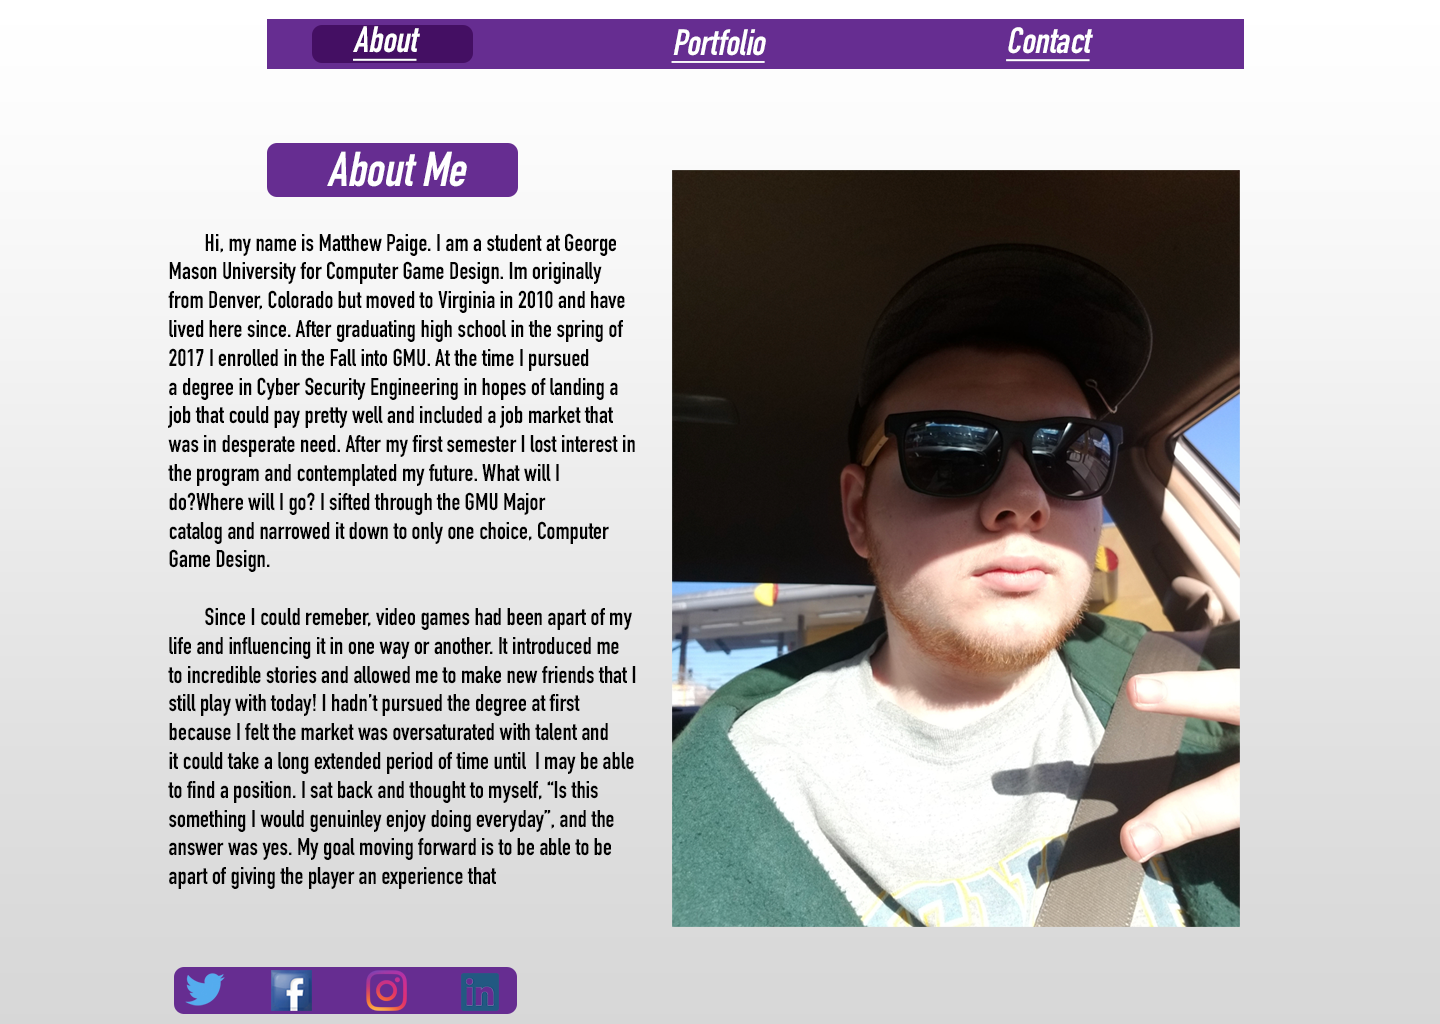 About Portfolio Contact
About Me
Hi, my name is Matthew Paige. I am a student at George
Mason University for Computer Game Design. Im originally
from Denver, Colorado but moved to Virginia in 2010 and have
lived here since. After graduating high school in the spring of
2017 I enrolled in the Fall into GMU. At the time I pursued
a degree in Cyber Security Engineering in hopes of landing a
job that could pay pretty well and included a job market that
was in desperate need. After my first semester I lost interest in
the program and contemplated my future. What will I
do?Where will I go? I sifted through the GMU Major
catalog and narrowed it down to only one choice, Computer
Game Design.
Since I could remeber, video games had been apart of my
life and influencing it in one way or another. It introduced me
to incredible stories and allowed me to make new friends that I
still play with today! I hadn’t pursued the degree at first
because I felt the market was oversaturated with talent and
it could take a long extended period of time until  I may be able
to find a position. I sat back and thought to myself, “Is this
something I would genuinley enjoy doing everyday”, and the
answer was yes. My goal moving forward is to be able to be
apart of giving the player an experience that
f in